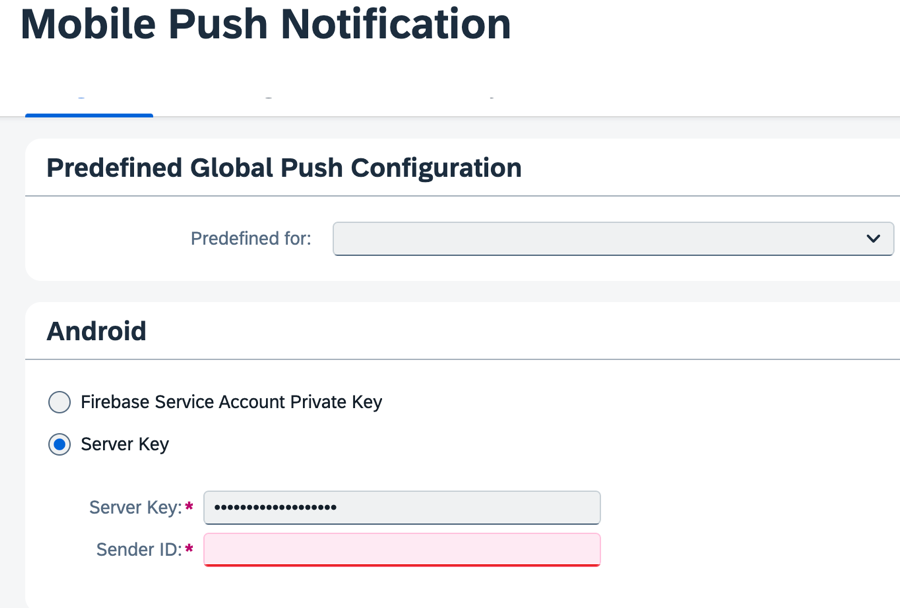 Mobile Push Notification
Predefined Global Push Configuration
Predefined for:
Android
Firebase Service Account Private Key
Server Key
Server Key:*
•••••••••••••••••••
Sender ID:*